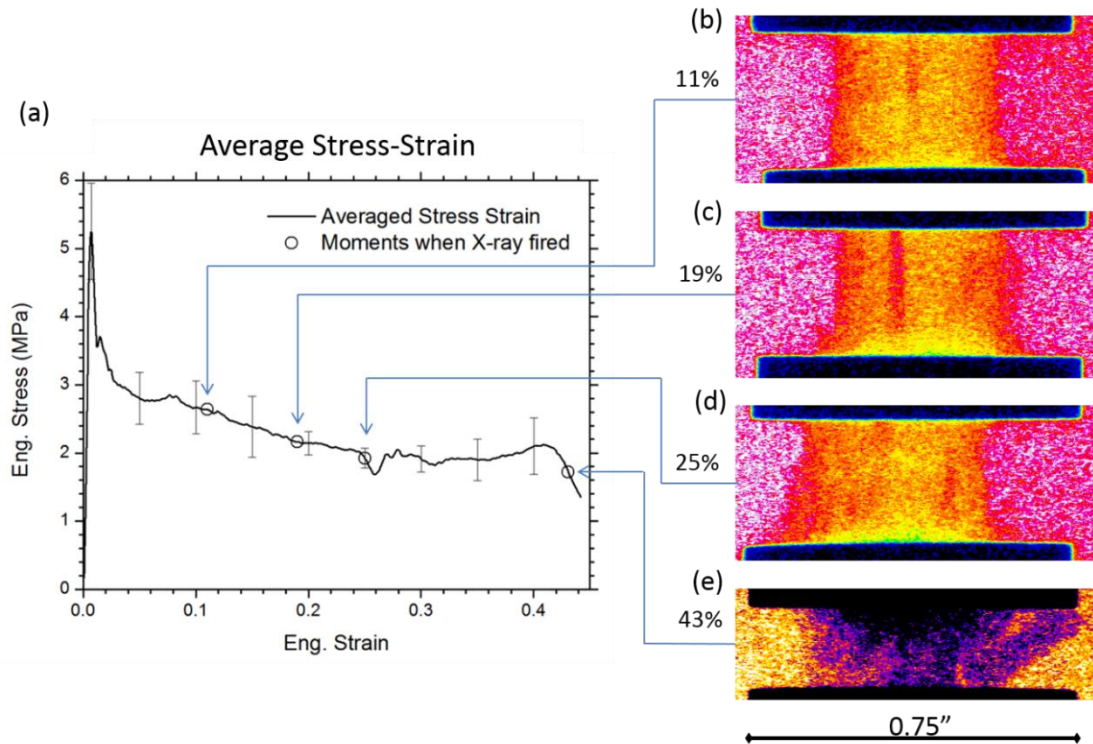 (a)
Average Stress-Strain
Averaged Stress Strain
Moments when X-ray fired
Eng. Stress (MPa)
6
5
4
3
2
1
0
0.0 0.1 0.2 0.3 0.4
Eng. Strain
(b)
11%
(c)
19%
(d)
25%
(e)
43%
0.75”